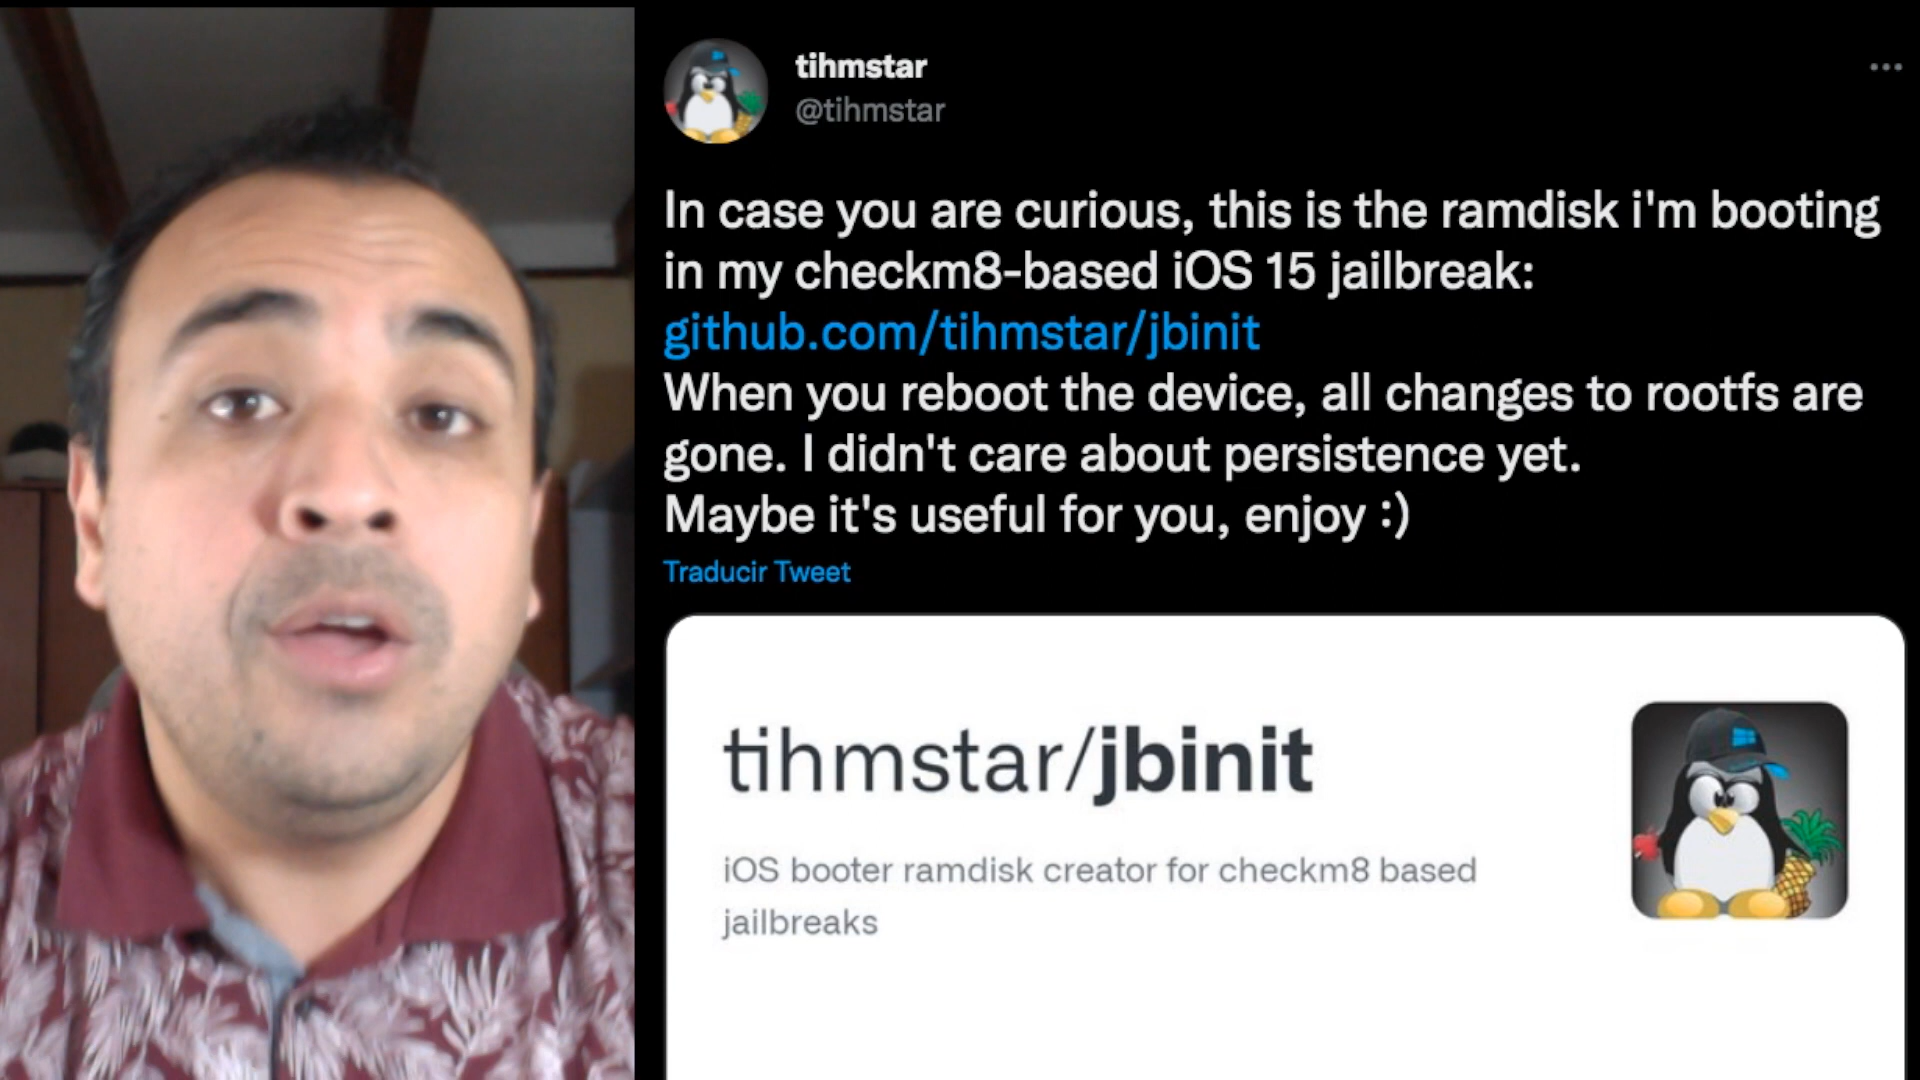 tihmstar
@tihmstar
In case you are curious, this is the ramdisk i'm booting
in my checkm8-based iOS 15 jailbreak:
github.com/tihmstar/jbinit
When you reboot the device, all changes to rootfs are
gone. I didn't care about persistence yet.
Maybe it's useful for you, enjoy :)
Traducir Tweet
tihmstar/jbinit
iOS booter ramdisk creator for checkm8 based
jailbreaks